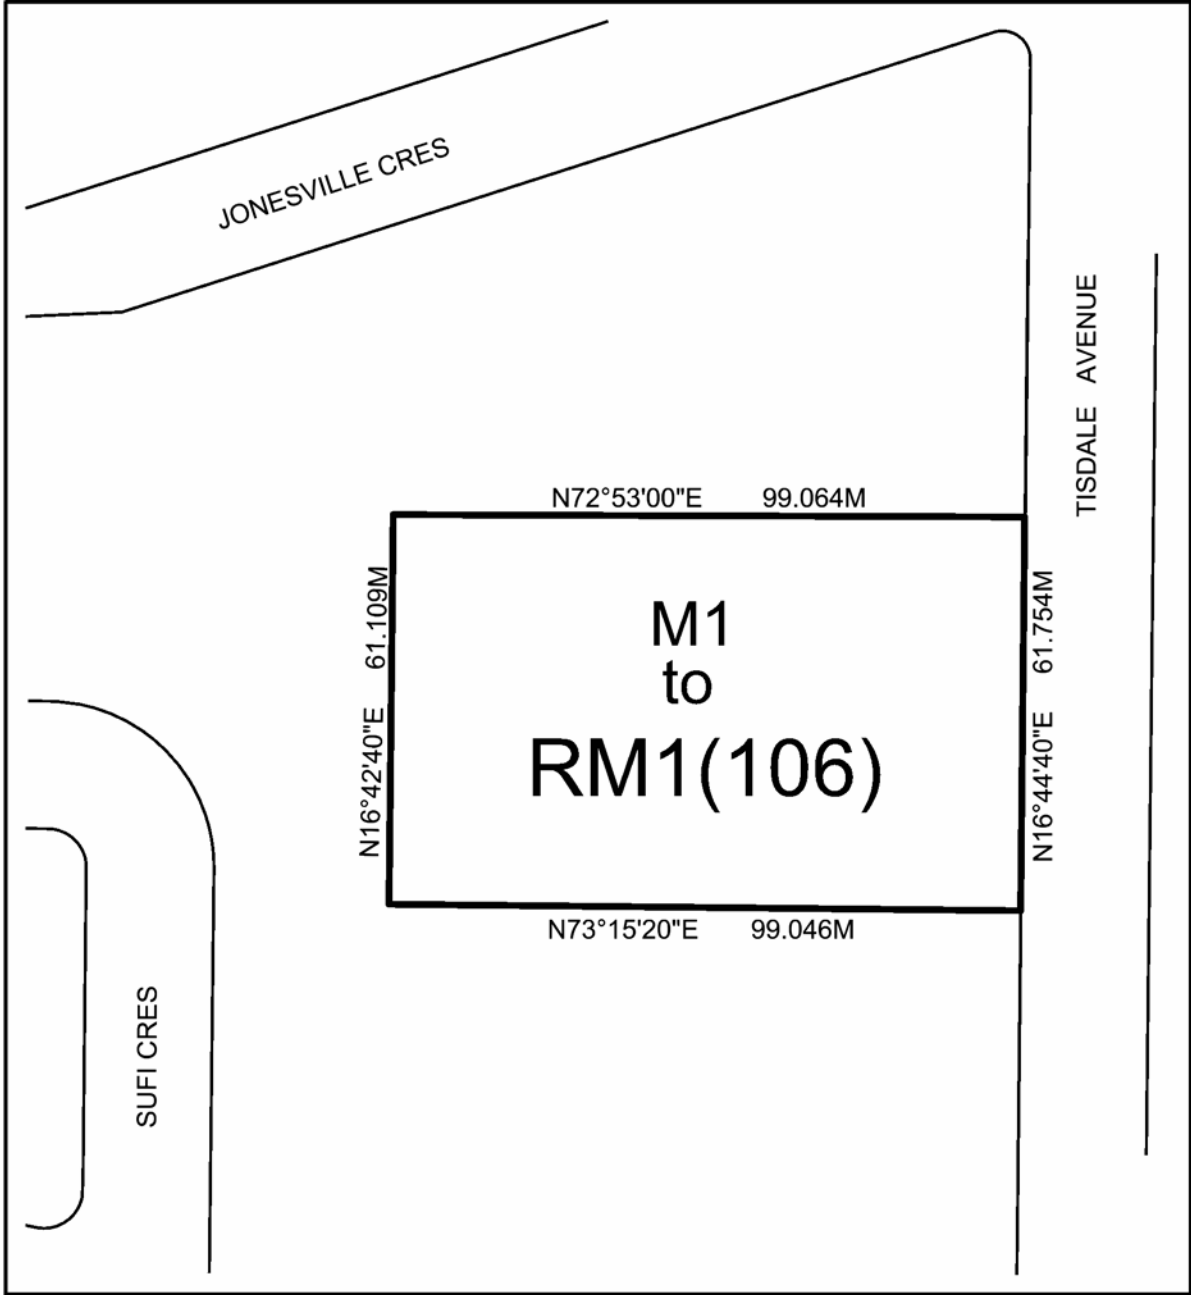 JONESVILLE CRES
TISDALE AVENUE
N72°53'00"E 99.064M
N16°42'40"E 61.109M
M1
to
RM1(106)
N16°44'40"E 61.754M
N73°15'20"E 99.046M
SUFI CRES